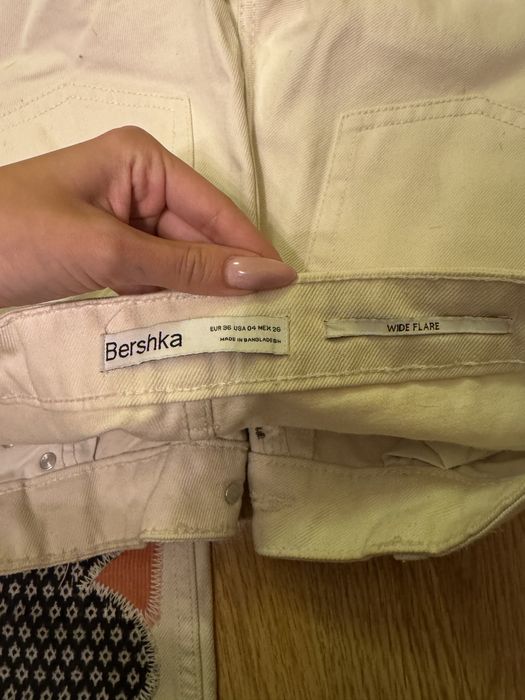 Bershka
EUR 36 USA 04 MEX 26
MADE IN BANGLADESH
WIDE FLARE